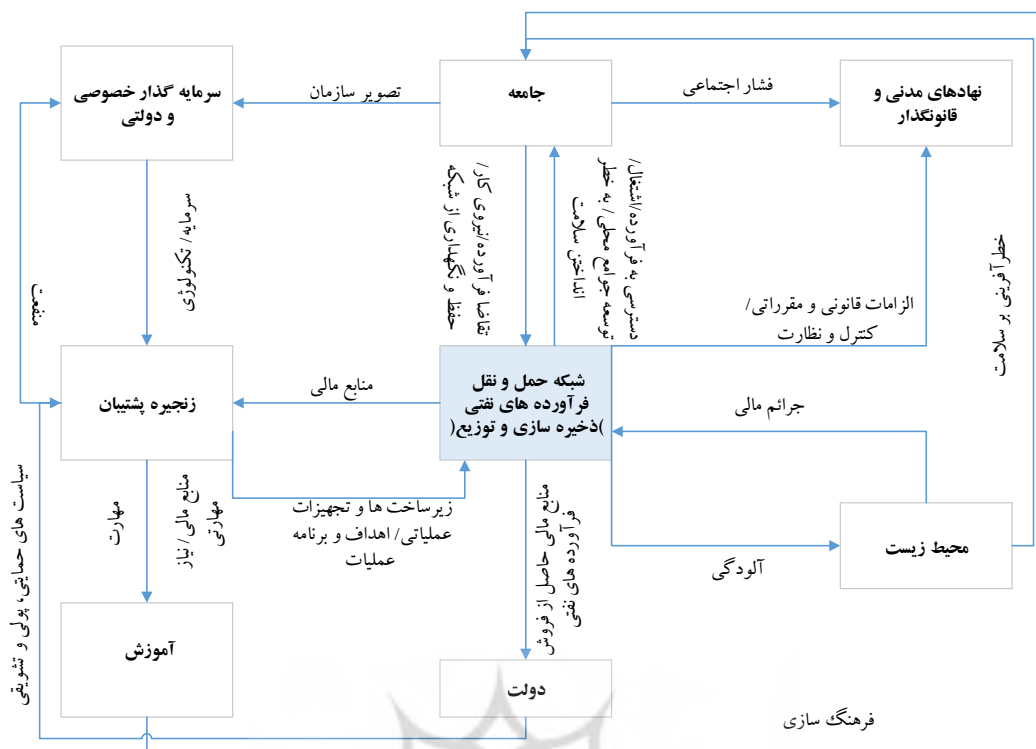 نهادهای مدنی و
قانونگذار
فشار اجتماعی
جامعه
تصویر سازمان
سرمایه گذار خصوصی
و دولتی
خطرآفرینی بر سلامت
الزامات قانونی و مقرراتی/
کنترل و نظارت
دسترسی به فرآورده/اشتغال/
توسعه جوامع محلی/ به خطر
انداختن سلامت
تقاضا فرآورده/نیروی کار/
حفظ و نگهداری از شبکه
سرمایه/ تکنولوژی
منفعت
جرائم مالی
شبکه حمل و نقل
فرآورده های نفتی
)ذخیره سازی و توزیع(
منابع مالی
زنجیره پشتیبان
محیط زیست
آلودگی
منابع مالی حاصل از فروش
فرآورده های نفتی
زیرساخت ها و تجهیزات
عملیاتی/ اهداف و برنامه
عملیات
منابع مالی/ نیاز
مهارتی
مهارت
سیاست های حمایتی، پولی و تشویقی
دولت
آموزش
فرهنگ سازی